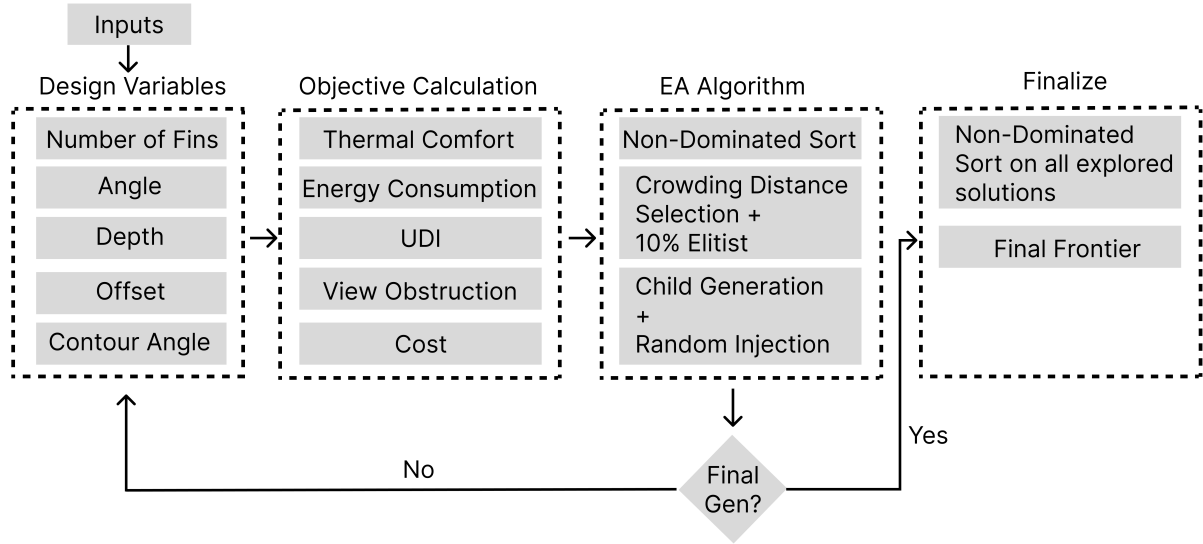 Inputs
Design Variables
Number of Fins
Angle
Depth
Offset
Contour Angle
Objective Calculation
Thermal Comfort
Energy Consumption
UDI
View Obstruction
Cost
EA Algorithm
Non-Dominated Sort
Crowding Distance
Selection +
10% Elitist
Child Generation
+
Random Injection
Finalize
Non-Dominated
Sort on all explored
solutions
Final Frontier
Final
Gen?
No
Yes